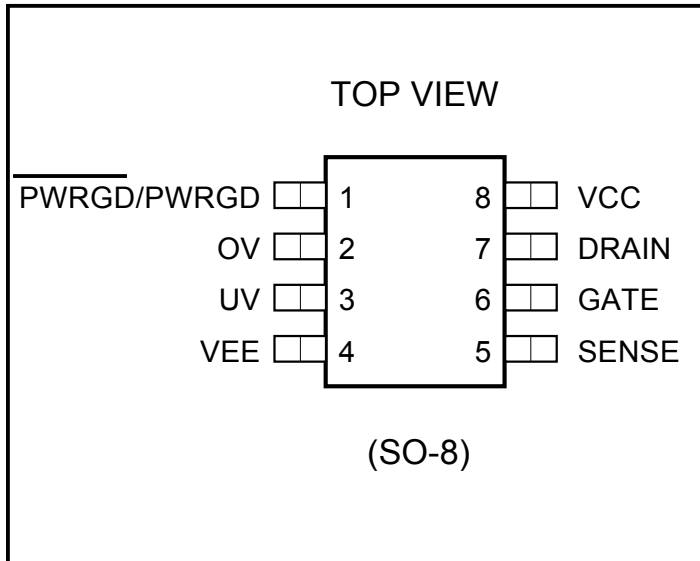 TOP VIEW
PWRGD/PWRGD 1 8 VCC
OV 2 7 DRAIN
UV 3 6 GATE
VEE 4 5 SENSE
(SO-8)